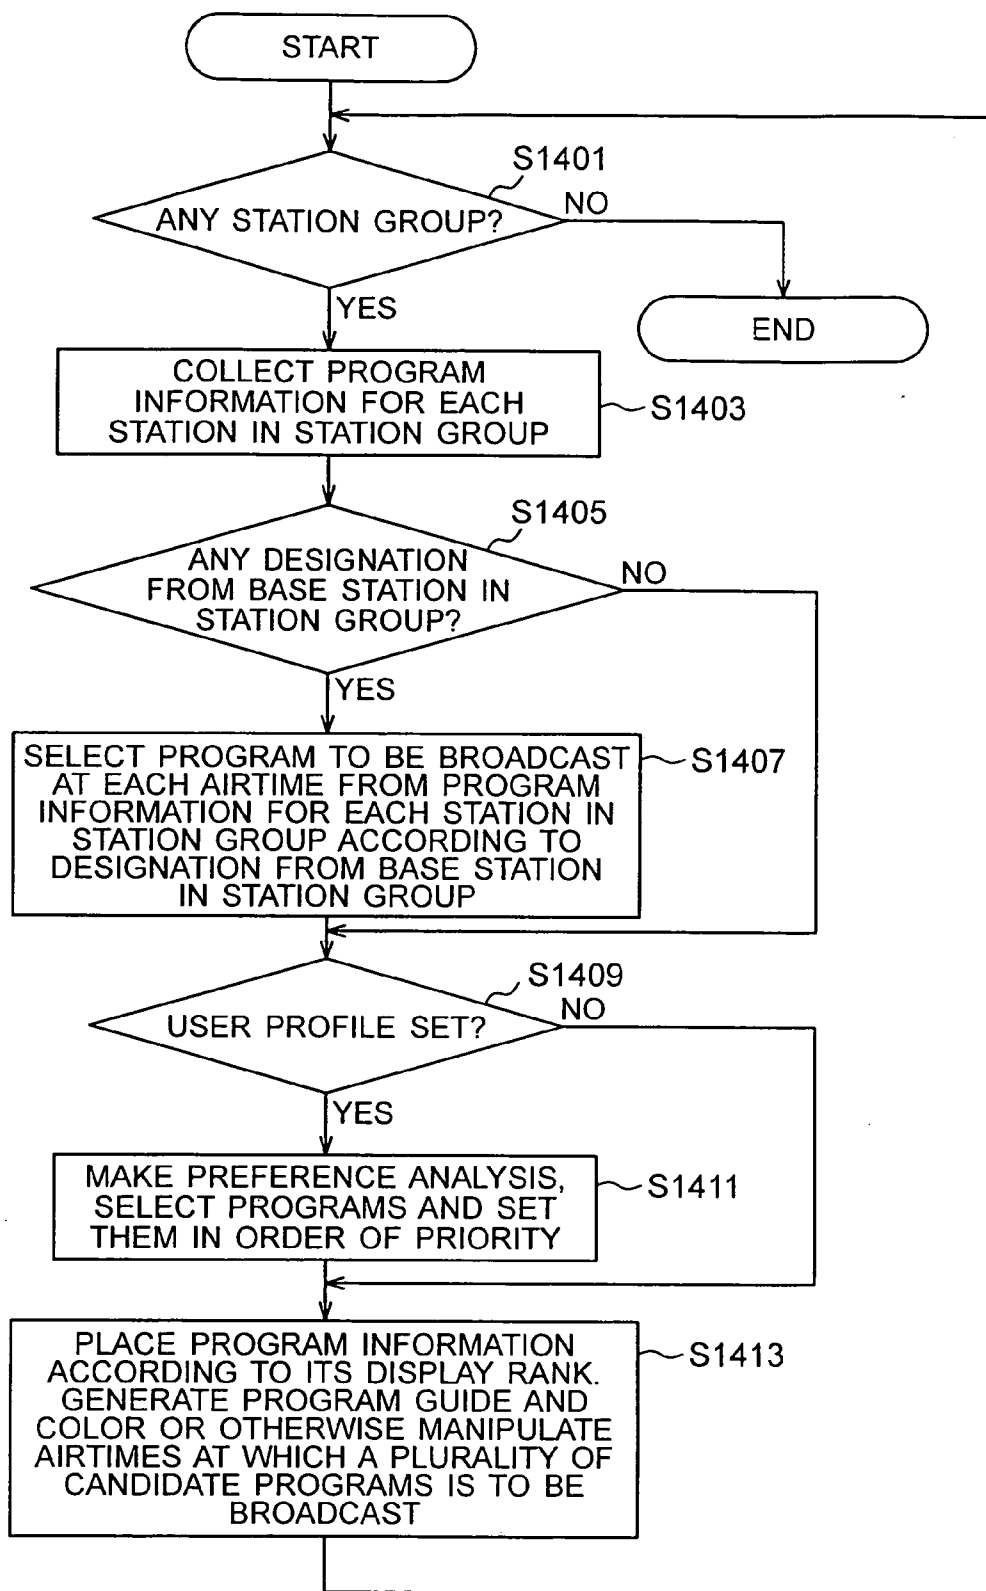 START
S1401
ANY STATION GROUP?
NO
YES
END
COLLECT PROGRAM
INFORMATION FOR EACH
STATION IN STATION GROUP
S1403
S1405
ANY DESIGNATION
FROM BASE STATION IN
STATION GROUP?
NO
YES
SELECT PROGRAM TO BE BROADCAST
AT EACH AIRTIME FROM PROGRAM
INFORMATION FOR EACH STATION IN
STATION GROUP ACCORDING TO
DESIGNATION FROM BASE STATION
IN STATION GROUP
S1407
S1409
USER PROFILE SET?
NO
YES
MAKE PREFERENCE ANALYSIS,
SELECT PROGRAMS AND SET
THEM IN ORDER OF PRIORITY
S1411
PLACE PROGRAM INFORMATION
ACCORDING TO ITS DISPLAY RANK.
GENERATE PROGRAM GUIDE AND
COLOR OR OTHERWISE MANIPULATE
AIRTIMES AT WHICH A PLURALITY OF
CANDIDATE PROGRAMS IS TO BE
BROADCAST
S1413